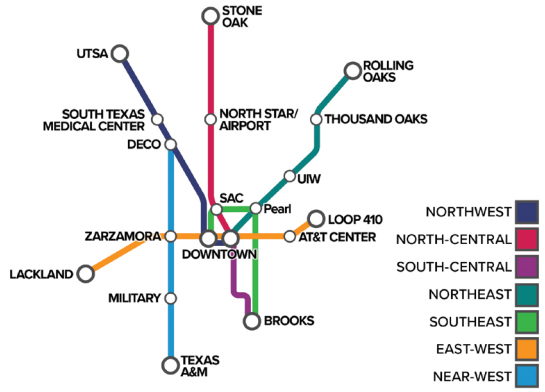 STONE
OAK
UTSA
ROLLING
OAKS
SOUTH TEXAS
MEDICAL CENTER
NORTH STAR/
AIRPORT
THOUSAND OAKS
DECO
UIW
SAC
Pearl
LOOP 410
ZARZAMORA
AT&T CENTER
DOWNTOWN
LACKLAND
MILITARY
BROOKS
TEXAS
A&M
NORTHWEST
NORTH-CENTRAL
SOUTH-CENTRAL
NORTHEAST
SOUTHEAST
EAST-WEST
NEAR-WEST